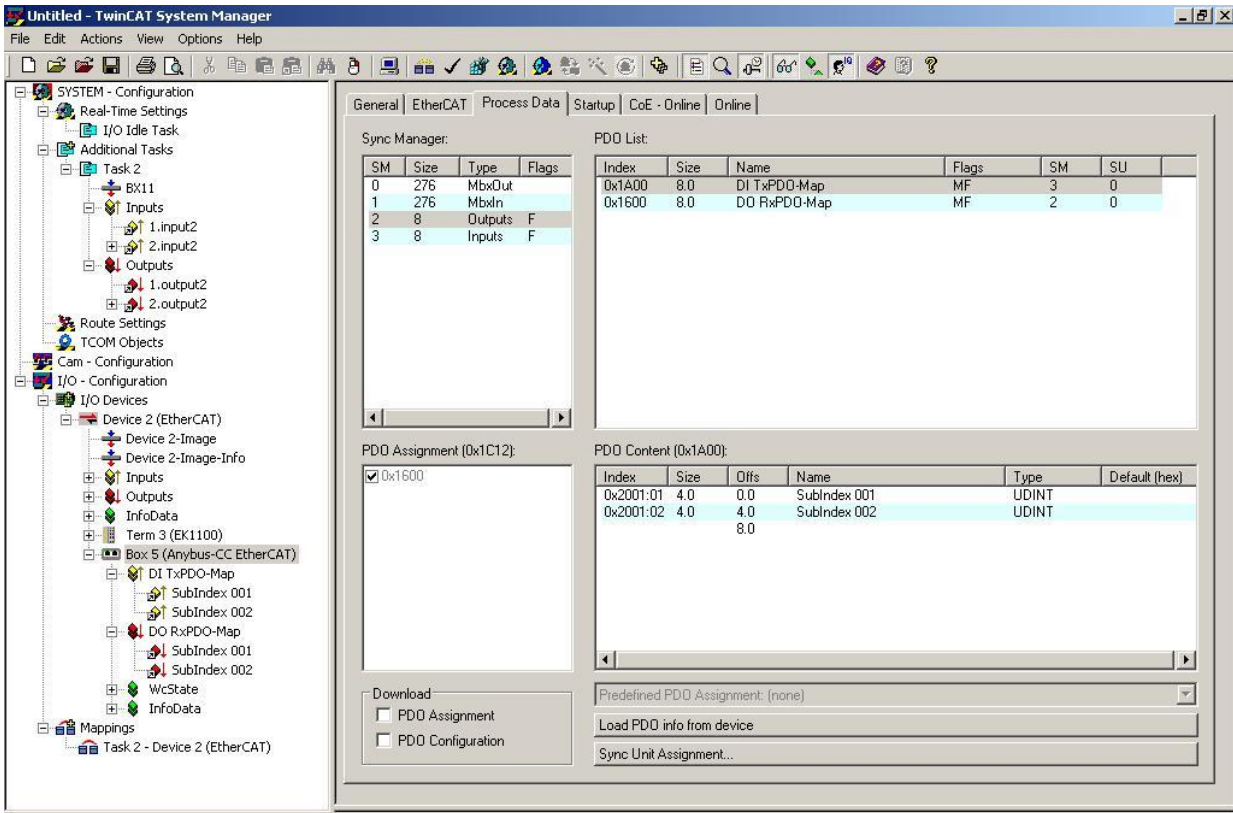 Untitled - TwinCAT System Manager
File Edit Actions View Options Help
SYSTEM - Configuration
Real-Time Settings
I/O Idle Task
Additional Tasks
Task 2
BX11
Inputs
1.input2
2.input2
Outputs
1.output2
2.output2
Route Settings
TCOM Objects
Cam - Configuration
I/O - Configuration
I/O Devices
Device 2 (EtherCAT)
Device 2-Image
Device 2-Image-Info
Inputs
Outputs
InfoData
Term 3 (EK1100)
Box 5 (Anybus-CC EtherCAT)
DI TxPDO-Map
SubIndex 001
SubIndex 002
DO RxPDO-Map
SubIndex 001
SubIndex 002
WcState
InfoData
Mappings
Task 2 - Device 2 (EtherCAT)
General EtherCAT Process Data Startup CoE - Online Online
Sync Manager:
SM Size Type Flags
0 276 MbxOut
1 276 MbxIn
2 8 Outputs F
3 8 Inputs F
PDO List:
Index Size Name Flags SM SU
0x1A00 8.0 DI TxPDO-Map MF 3 0
0x1600 8.0 DO RxPDO-Map MF 2 0
PDO Assignment (0x1C12):
0x1600
PDO Content (0x1A00):
Index Size Offs Name Type Default (hex)
0x2001:01 4.0 0.0 SubIndex 001 UDINT
0x2001:02 4.0 4.0 SubIndex 002 UDINT
8.0
Download
PDO Assignment
PDO Configuration
Predefined PDO Assignment: (none)
Load PDO info from device
Sync Unit Assignment...